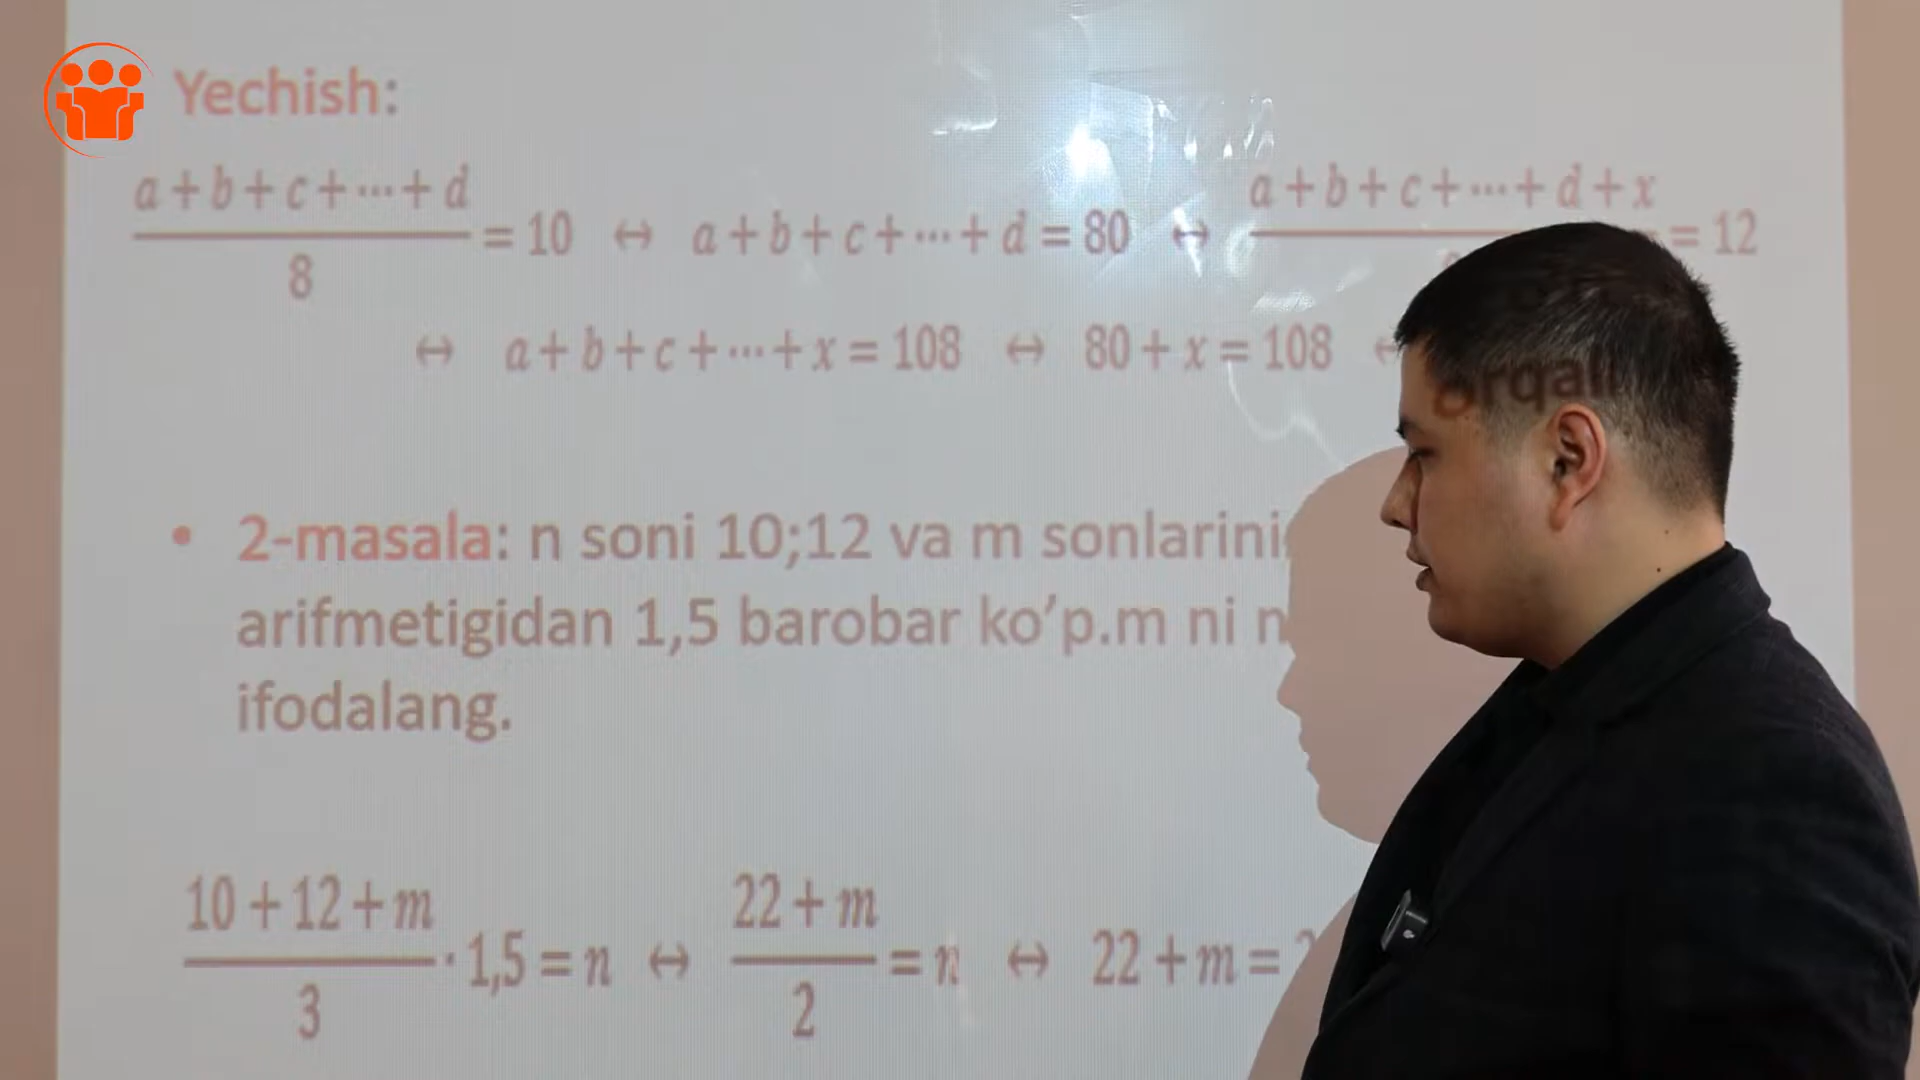 Yechish:
a+b+c+⋯+d / 8 = 10 ↔ a+b+c+⋯+d = 80 ↔ a+b+c+⋯+d+x / = 12
↔ a+b+c+⋯+x = 108 ↔ 80+x = 108
• 2-masala: n soni 10;12 va m sonlarini
arifmetigidan 1,5 barobar ko’p.m ni n orqali
ifodalang.
10+12+m / 3 · 1,5 = n ↔ 22+m / 2 = n ↔ 22+m =